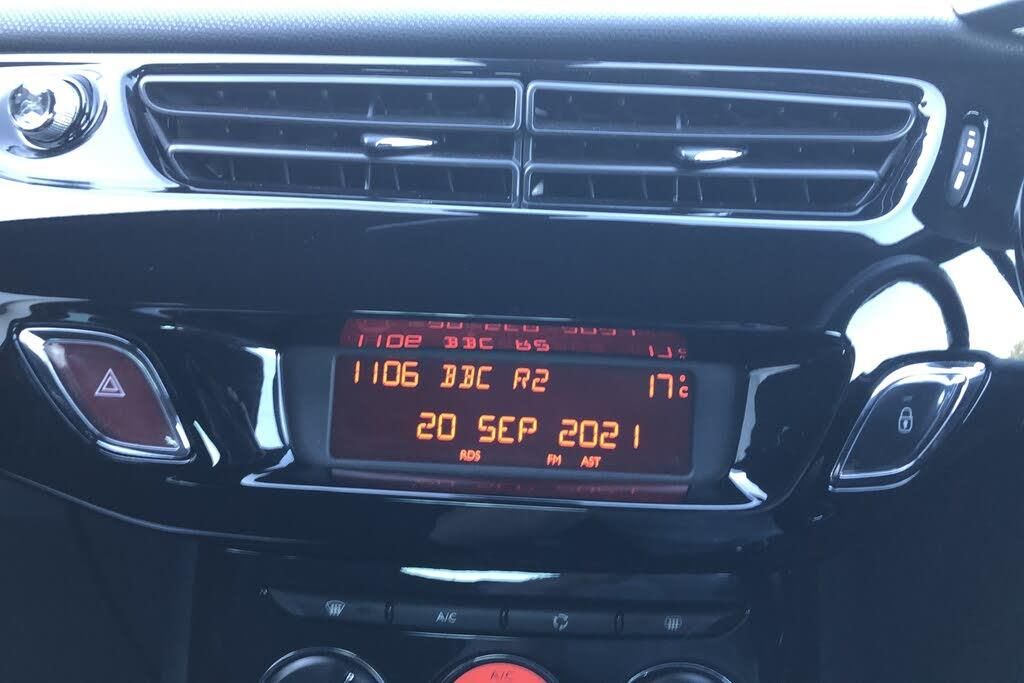 1106 BBC R2 17°C
20 SEP 2021
RDS FM AST
A/C
A/C